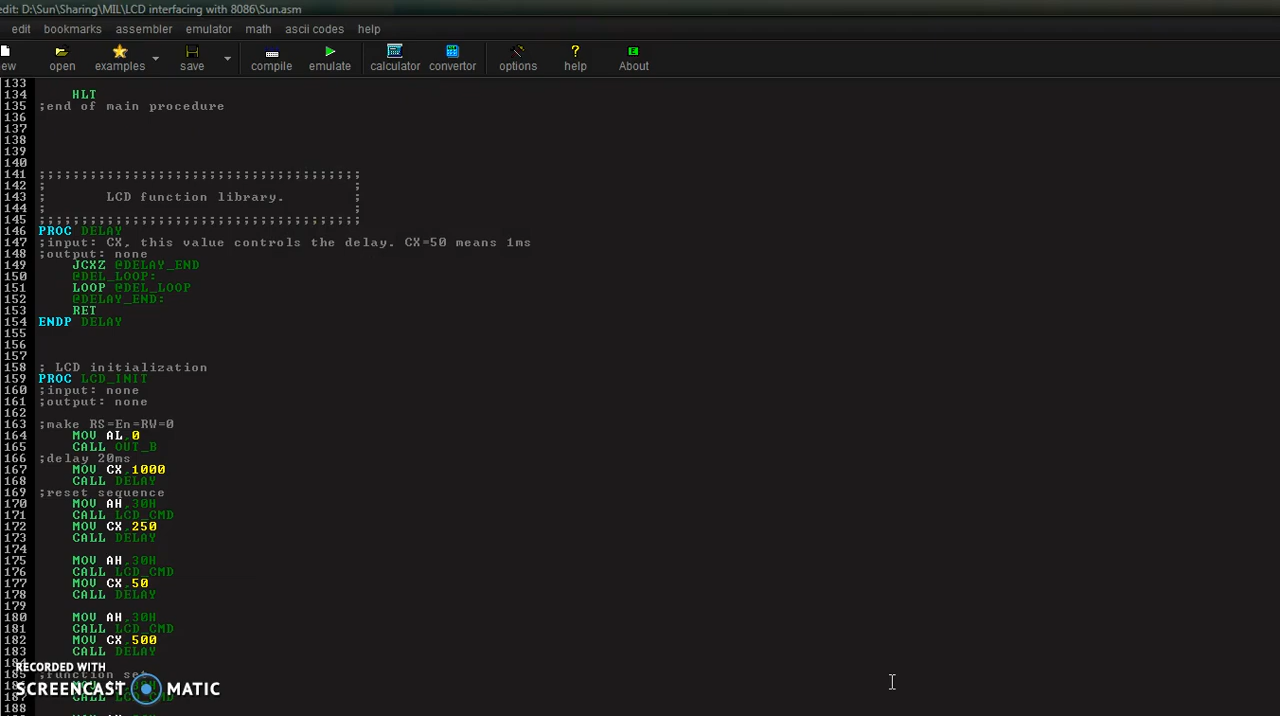 edit: D:\Sun\Sharing\MIL\LCD interfacing with 8086\Sun.asm
edit bookmarks assembler emulator math ascii codes help
ew open examples save compile emulate calculator convertor options help About
133
134 HLT
135 ;end of main procedure
136
137
138
139
140
141 ;;;;;;;;;;;;;;;;;;;;;;;;;;;;;;;;;;;;;;
142 ; ;
143 ; LCD function library. ;
144 ; ;
145 ;;;;;;;;;;;;;;;;;;;;;;;;;;;;;;;;;;;;;;
146 PROC DELAY
147 ;input: CX, this value controls the delay. CX=50 means 1ms
148 ;output: none
149 JCXZ @DELAY_END
150 @DEL_LOOP:
151 LOOP @DEL_LOOP
152 @DELAY_END:
153 RET
154 ENDP DELAY
155
156
157
158 ; LCD initialization
159 PROC LCD_INIT
160 ;input: none
161 ;output: none
162
163 ;make RS=En=RW=0
164 MOV AL,0
165 CALL OUT_B
166 ;delay 20ms
167 MOV CX,1000
168 CALL DELAY
169 ;reset sequence
170 MOV AH,30H
171 CALL LCD_CMD
172 MOV CX,250
173 CALL DELAY
174
175 MOV AH,30H
176 CALL LCD_CMD
177 MOV CX,50
178 CALL DELAY
179
180 MOV AH,30H
181 CALL LCD_CMD
182 MOV CX,500
183 CALL DELAY
RECORDED WITH
185 ;function set
SCREENCAST MATIC
187 CALL
188